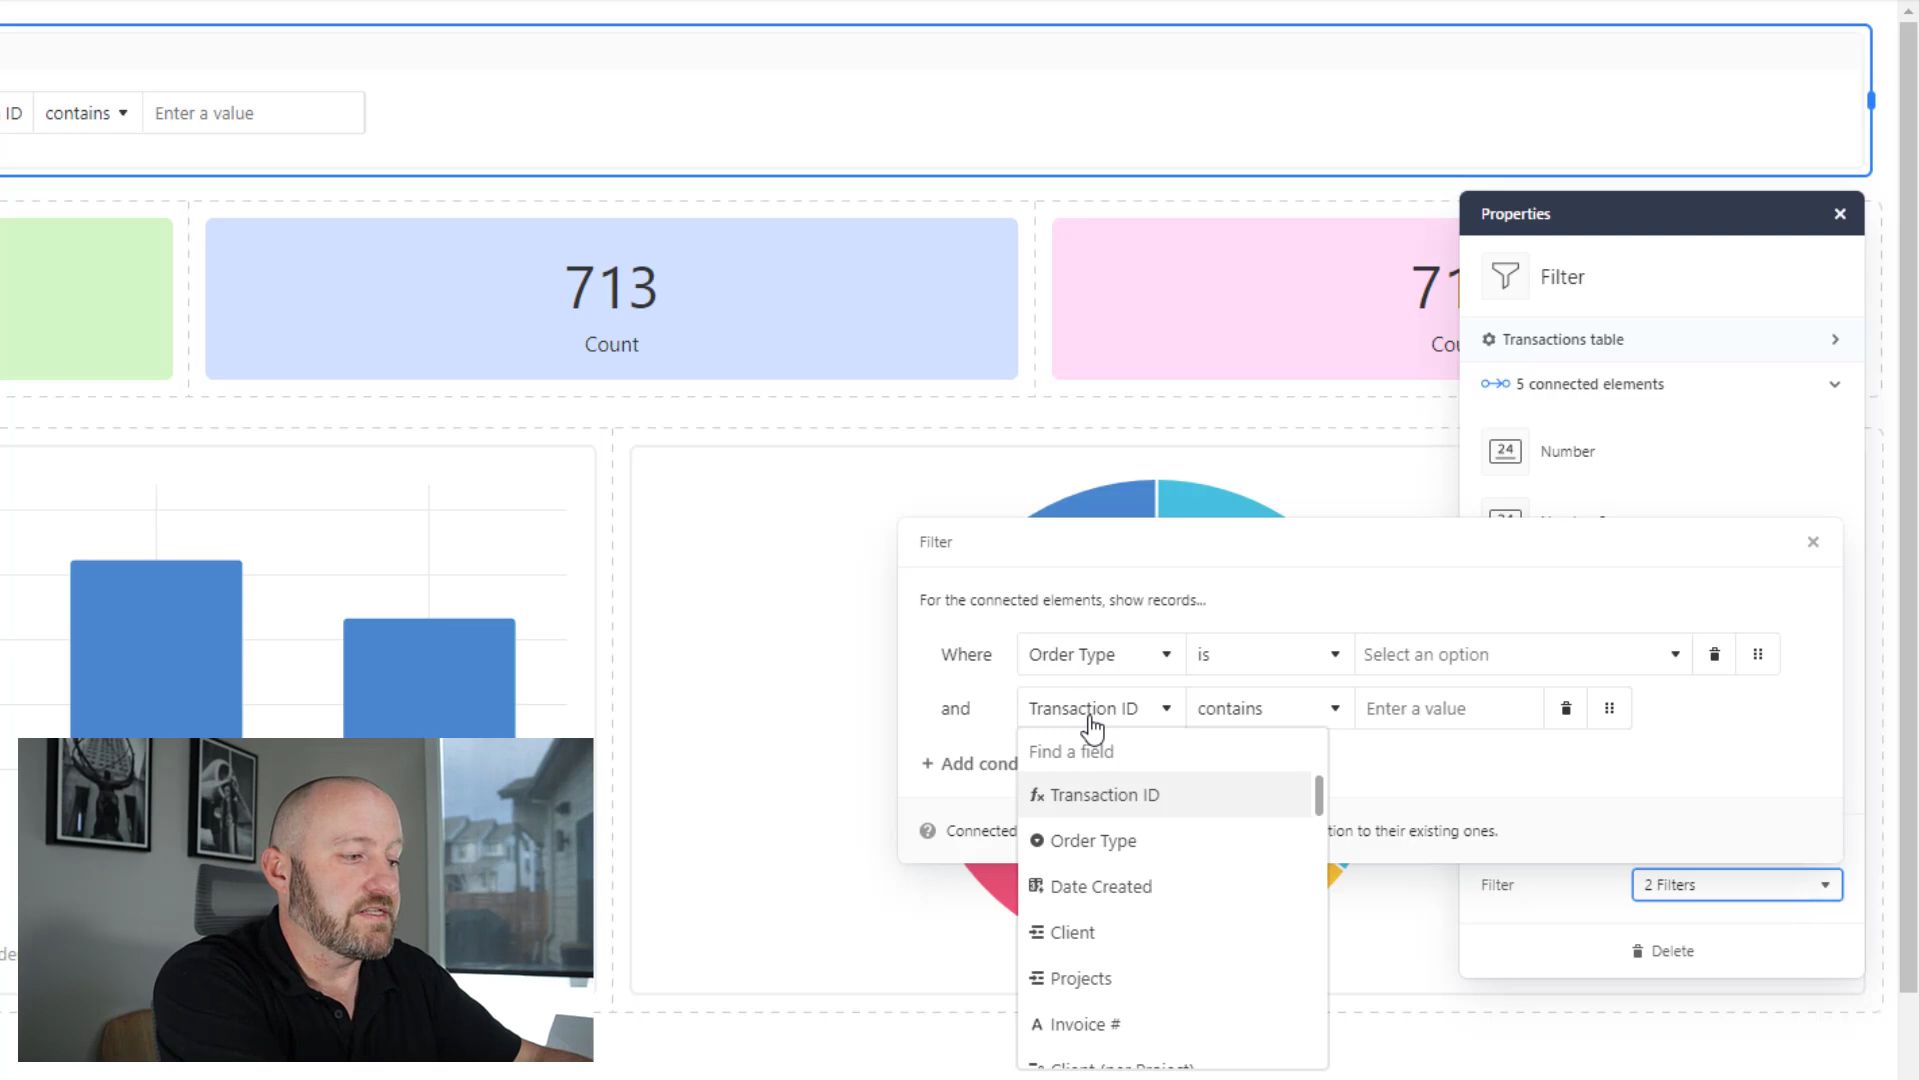 ID contains Enter a value
Properties
Filter
713
Count
Transactions table
5 connected elements
Number
Filter
For the connected elements, show records...
Where Order Type is Select an option
and Transaction ID contains Enter a value
+ Add cond
Find a field
Transaction ID
Connected tion to their existing ones.
Order Type
Date Created
Filter 2 Filters
Client
Delete
Projects
Invoice #
Client (per Project)